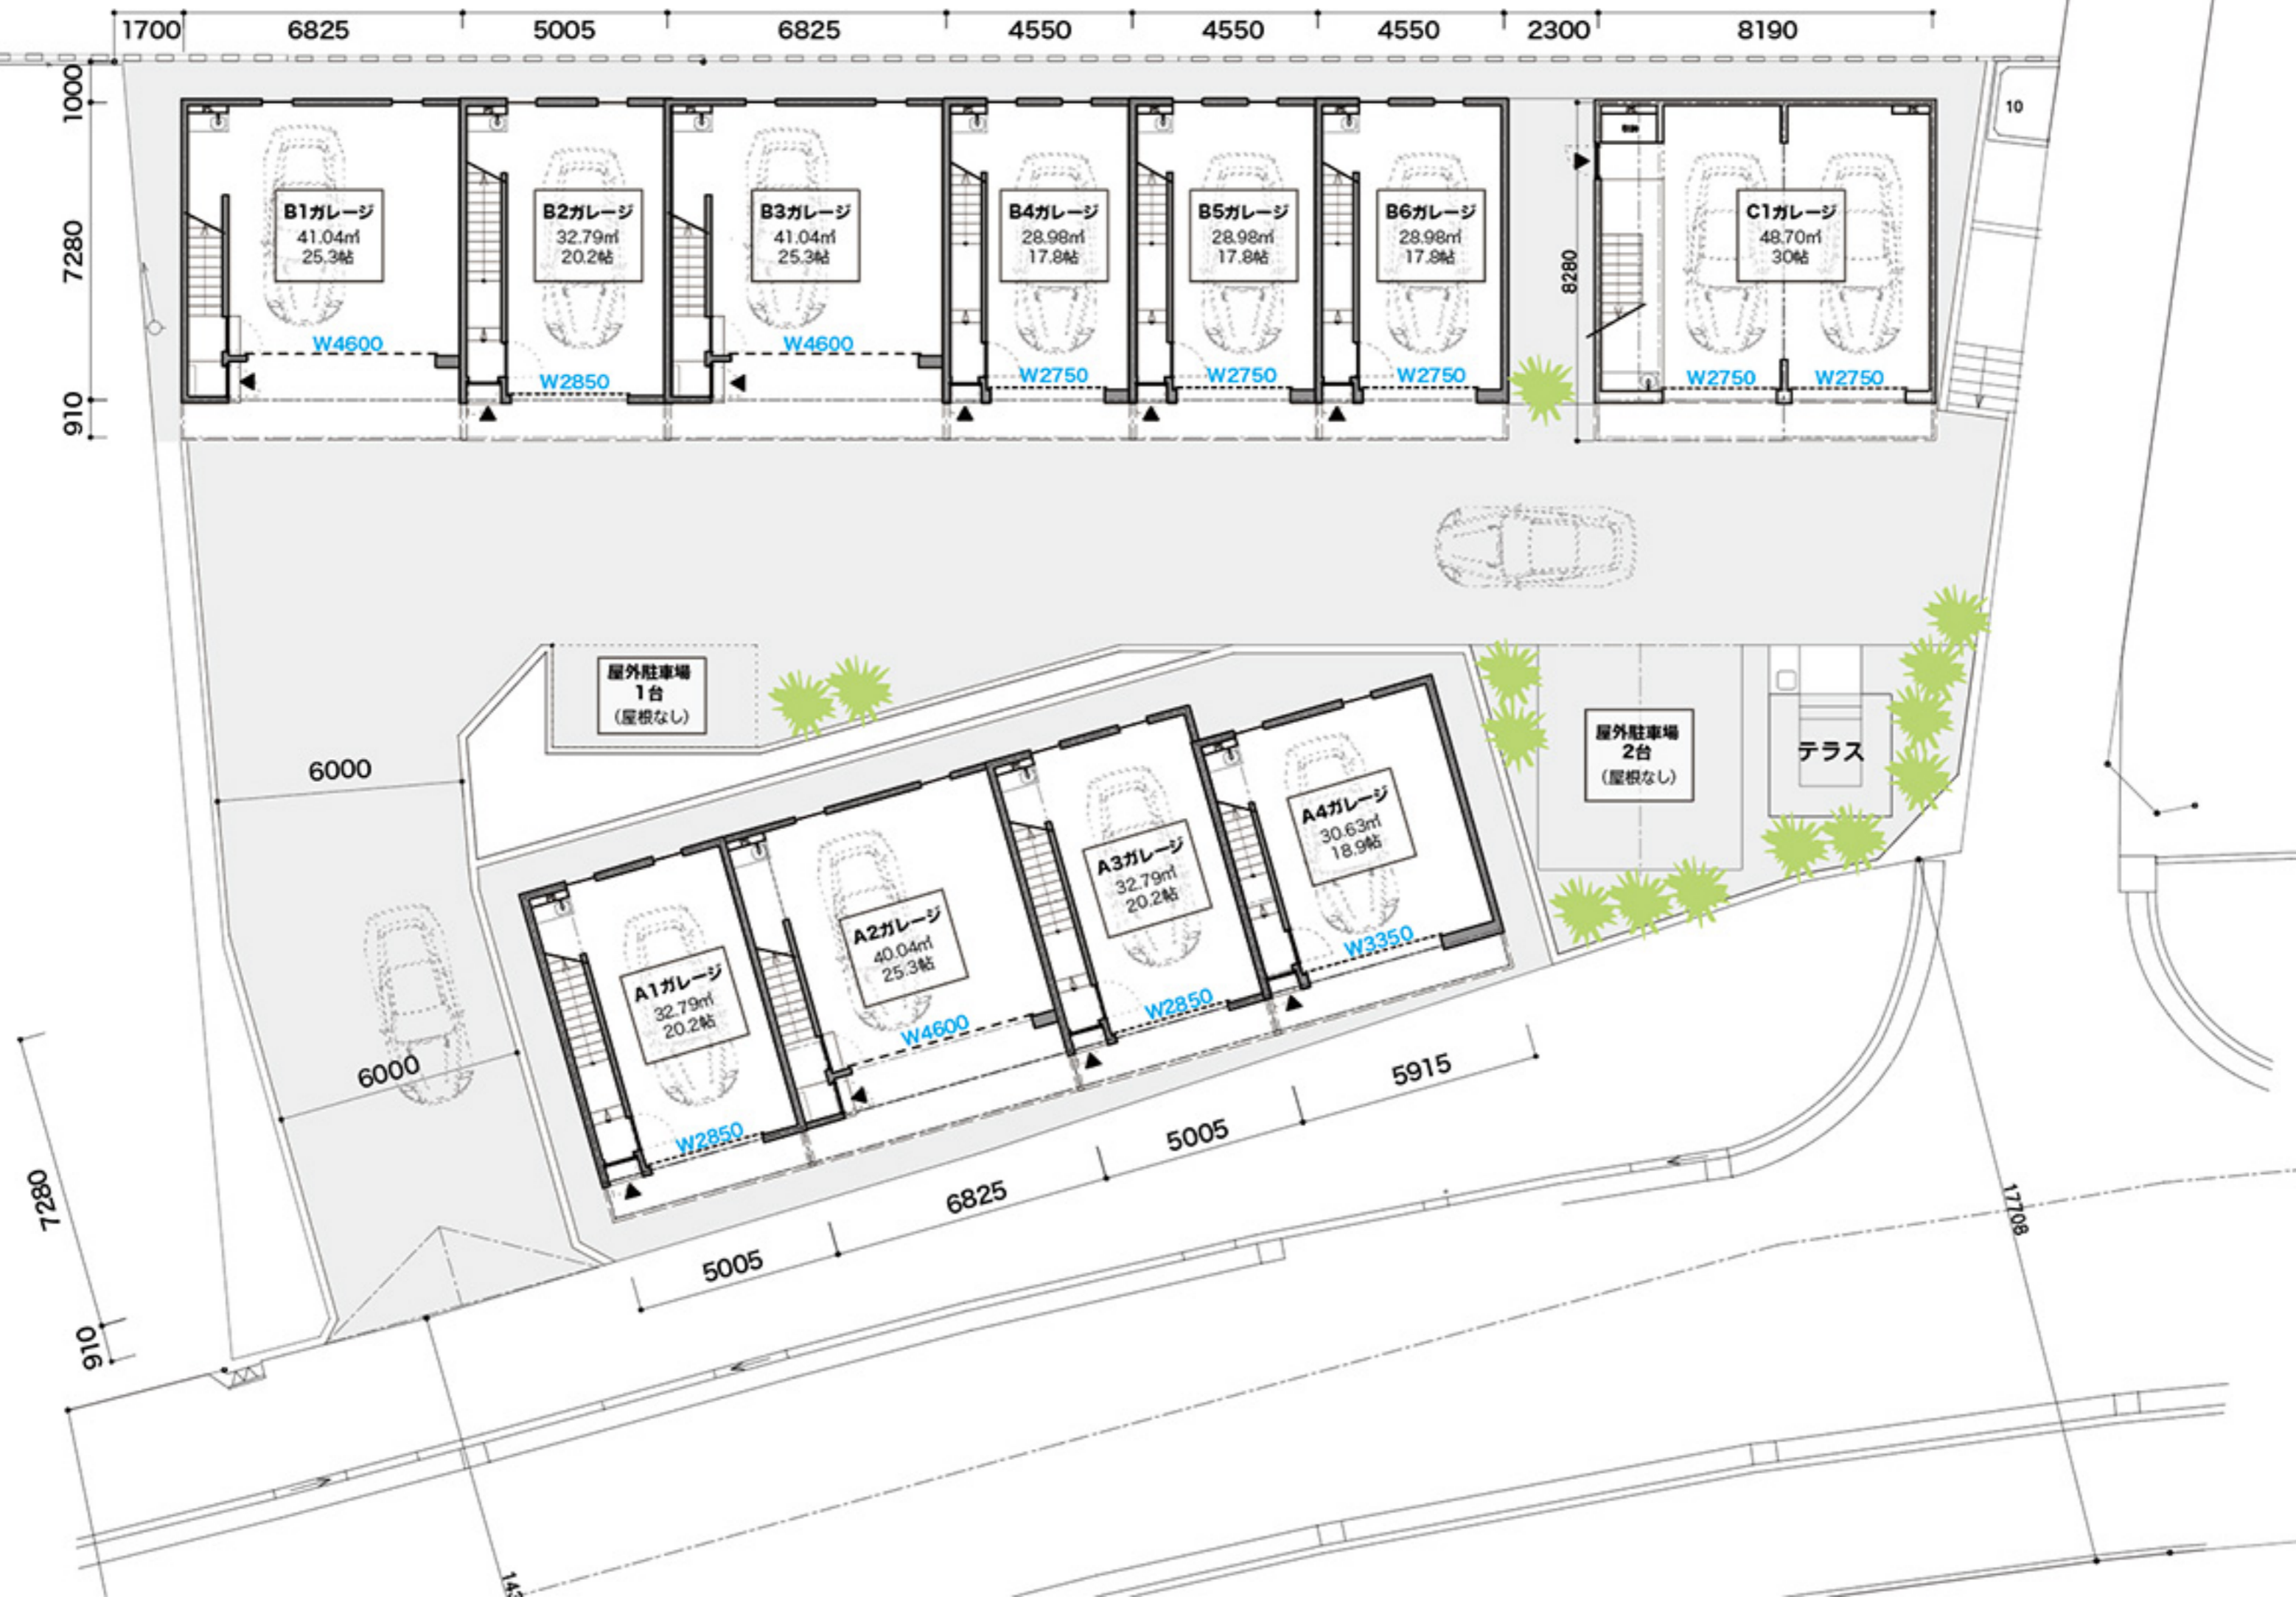 1700
6825
5005
6825
4550
4550
4550
2300
8190
1000
7280
910
10
B1ガレージ
41.04㎡
25.3帖
W4600
B2ガレージ
32.79㎡
20.2帖
W2850
B3ガレージ
41.04㎡
25.3帖
W4600
B4ガレージ
28.98㎡
17.8帖
W2750
B5ガレージ
28.98㎡
17.8帖
W2750
B6ガレージ
28.98㎡
17.8帖
W2750
8280
C1ガレージ
48.70㎡
30帖
W2750
W2750
屋外駐車場
1台
（屋根なし）
屋外駐車場
2台
（屋根なし）
テラス
6000
6000
A1ガレージ
32.79㎡
20.2帖
W2850
A2ガレージ
40.04㎡
25.3帖
W4600
A3ガレージ
32.79㎡
20.2帖
W2850
A4ガレージ
30.63㎡
18.9帖
W3350
5005
6825
5005
5915
7280
910
17708